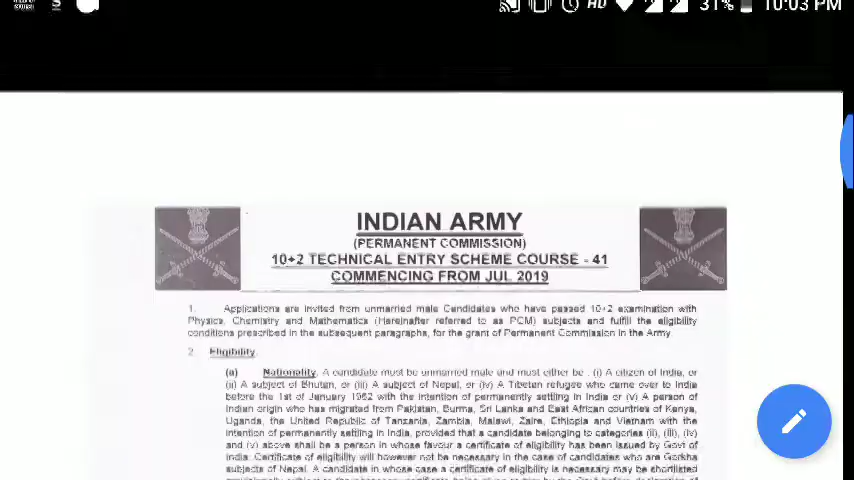 31% 10:03 PM
HD
INDIAN ARMY
(PERMANENT COMMISSION)
10+2 TECHNICAL ENTRY SCHEME COURSE - 41
COMMENCING FROM JUL 2019
1. Applications are invited from unmarried male Candidates who have passed 10+2 examination with
Physics, Chemistry and Mathematics (Hereinafter referred to as PCM) subjects and fulfill the eligibility
conditions prescribed in the subsequent paragraphs, for the grant of Permanent Commission in the Army.
2. Eligibility.
(a) Nationality. A candidate must be unmarried male and must either be : (i) A citizen of India, or
(ii) A subject of Bhutan, or (iii) A subject of Nepal, or (iv) A Tibetan refugee who came over to India
before the 1st of January 1962 with the intention of permanently settling in India or (v) A person of
Indian origin who has migrated from Pakistan, Burma, Sri Lanka and East African countries of Kenya,
Uganda, the United Republic of Tanzania, Zambia, Malawi, Zaire, Ethiopia and Vietnam with the
intention of permanently settling in India, provided that a candidate belonging to categories (ii), (iii), (iv)
and (v) above shall be a person in whose favour a certificate of eligibility has been issued by Govt of
India. Certificate of eligibility will however not be necessary in the case of candidates who are Gorkha
subjects of Nepal. A candidate in whose case a certificate of eligibility is necessary may be shortlisted